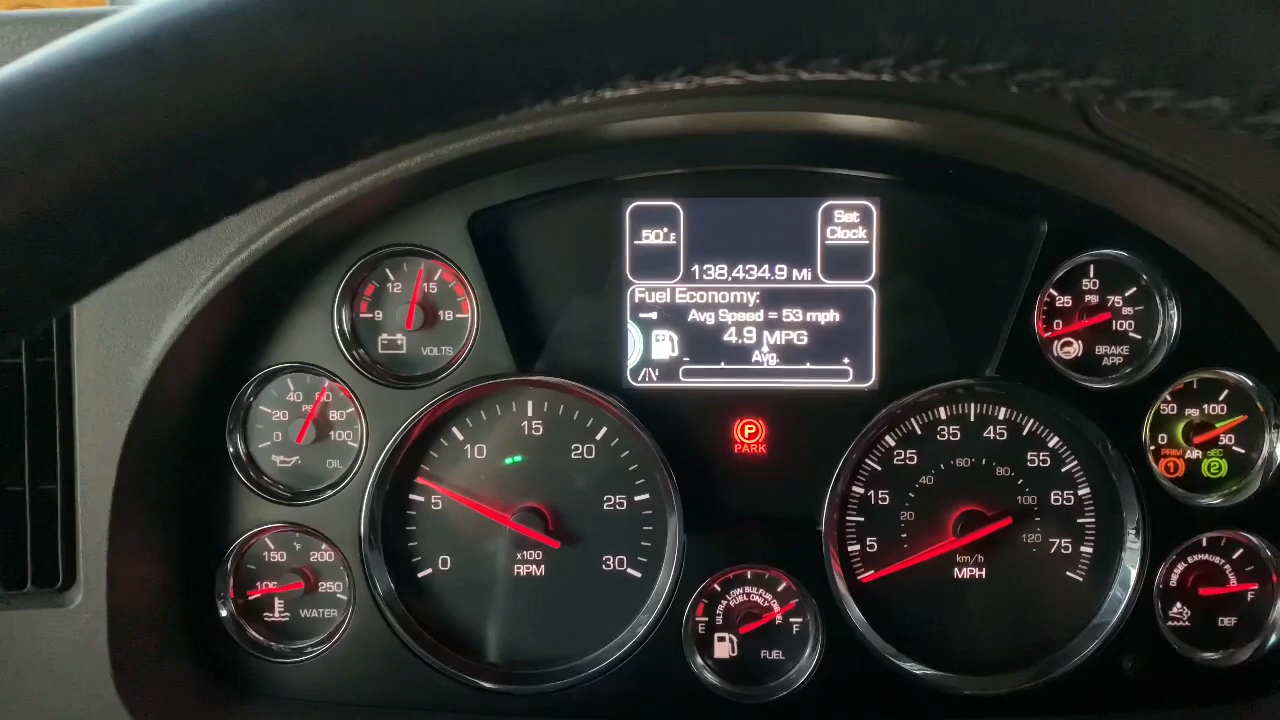 50°F
Set
Clock
138,434.9 Mi
Fuel Economy:
Avg Speed = 53 mph
4.9 MPG
Avg.
- +
12 15
9 18
VOLTS
40 60
PSI
20 80
0 100
OIL
°F
150 200
105 250
WATER
15
10 20
5 25
0 30
x100
RPM
PARK
P
ULTRA LOW SULFUR DIESEL
FUEL ONLY
E F
FUEL
35 45
25 55
15 65
5 75
60
40 80
20 100
120
km/h
MPH
50
25 PSI 75
85
0 100
BRAKE
APP
50 PSI 100
0 150
PRIM AIR SEC
1 2
DIESEL EXHAUST FLUID
F
DEF